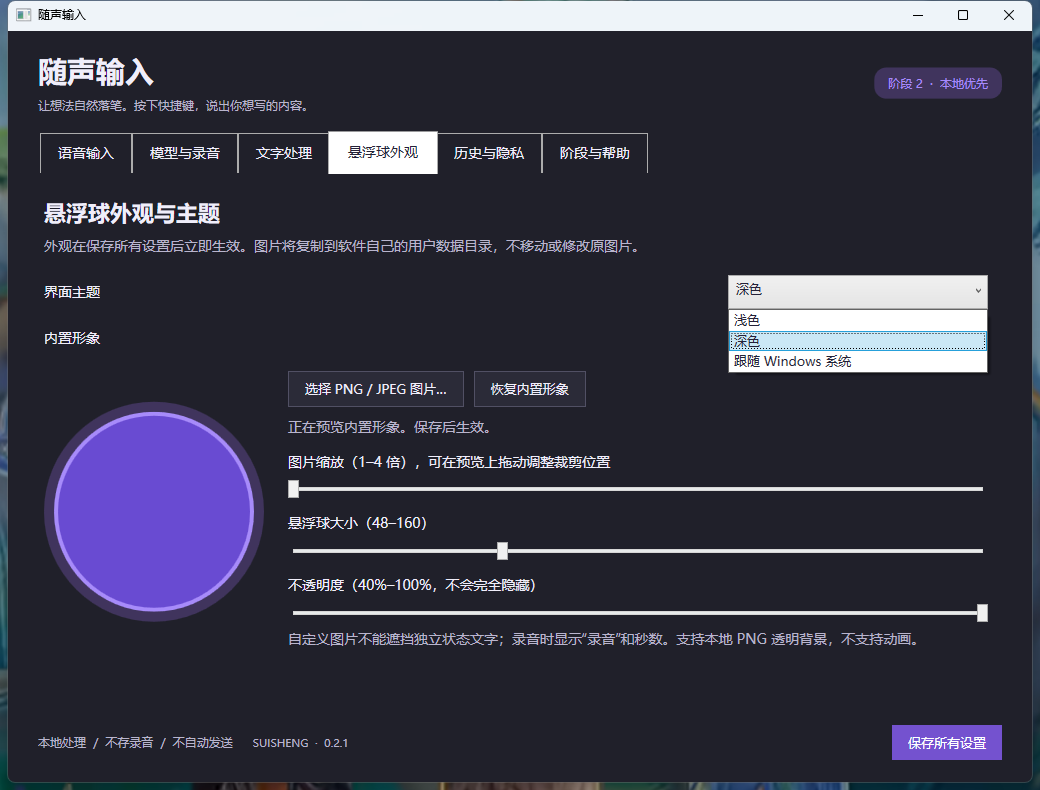 随声输入
随声输入
让想法自然落笔。按下快捷键，说出你想写的内容。
阶段 2 · 本地优先
语音输入 模型与录音 文字处理 悬浮球外观 历史与隐私 阶段与帮助
悬浮球外观与主题
外观在保存所有设置后立即生效。图片将复制到软件自己的用户数据目录，不移动或修改原图片。
界面主题
深色
浅色
深色
跟随 Windows 系统
内置形象
选择 PNG / JPEG 图片... 恢复内置形象
正在预览内置形象。保存后生效。
图片缩放（1–4 倍），可在预览上拖动调整裁剪位置
悬浮球大小（48–160）
不透明度（40%–100%，不会完全隐藏）
自定义图片不能遮挡独立状态文字；录音时显示“录音”和秒数。支持本地 PNG 透明背景，不支持动画。
本地处理 / 不存录音 / 不自动发送 SUISHENG · 0.2.1
保存所有设置